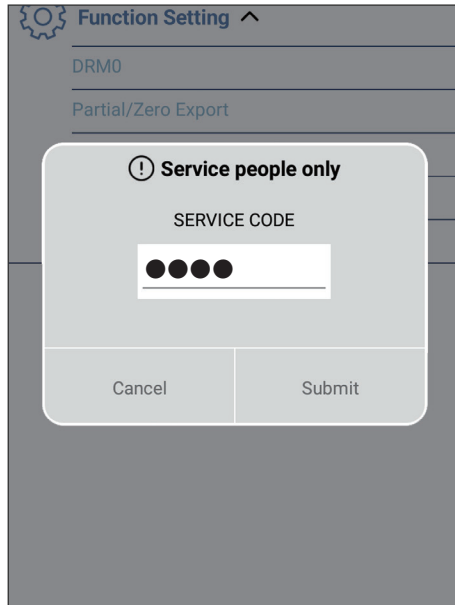 Function Setting
DRM0
Partial/Zero Export
Service people only
SERVICE CODE
●●●●
Cancel Submit